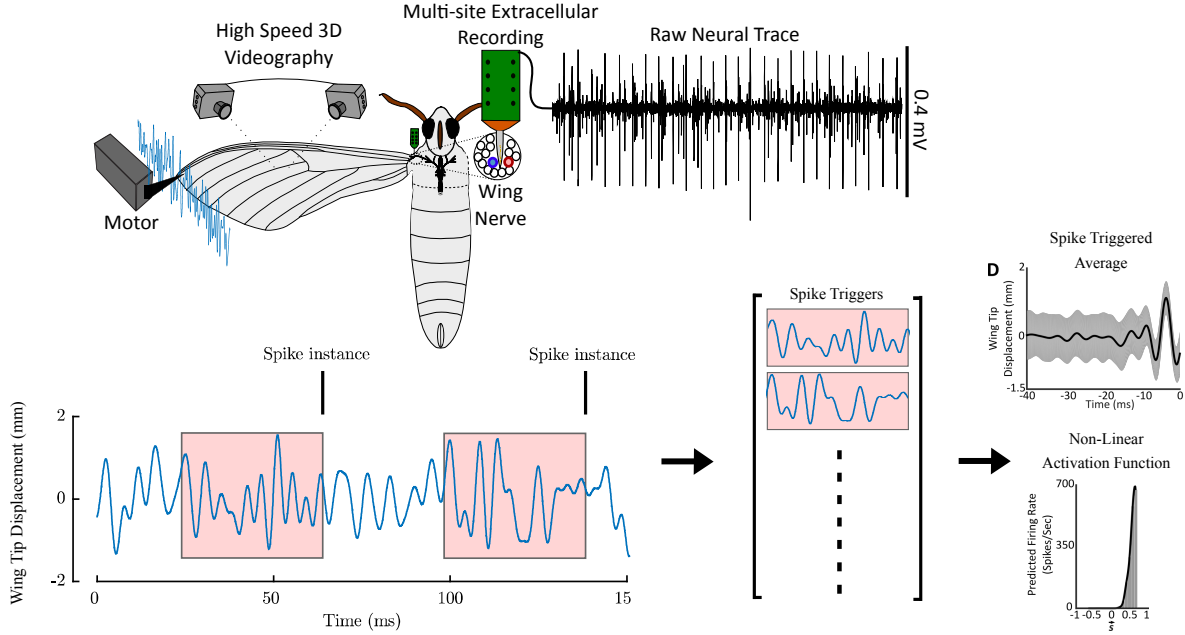 Multi-site Extracellular
Recording
High Speed 3D
Videography
Raw Neural Trace
0.4 mV
Motor
Wing
Nerve
Spike Triggered
Average
D
2
0
-1.5
Wing Tip
Displacement (mm)
-40
-30
-20
-10
0
Time (ms)
Spike Triggers
Spike instance
Spike instance
2
0
-2
Wing Tip Displacement (mm)
0
50
100
15
Time (ms)
Non-Linear
Activation Function
700
350
0
Predicted Firing Rate
(Spikes/Sec)
-1
-0.5
0
0.5
1
s